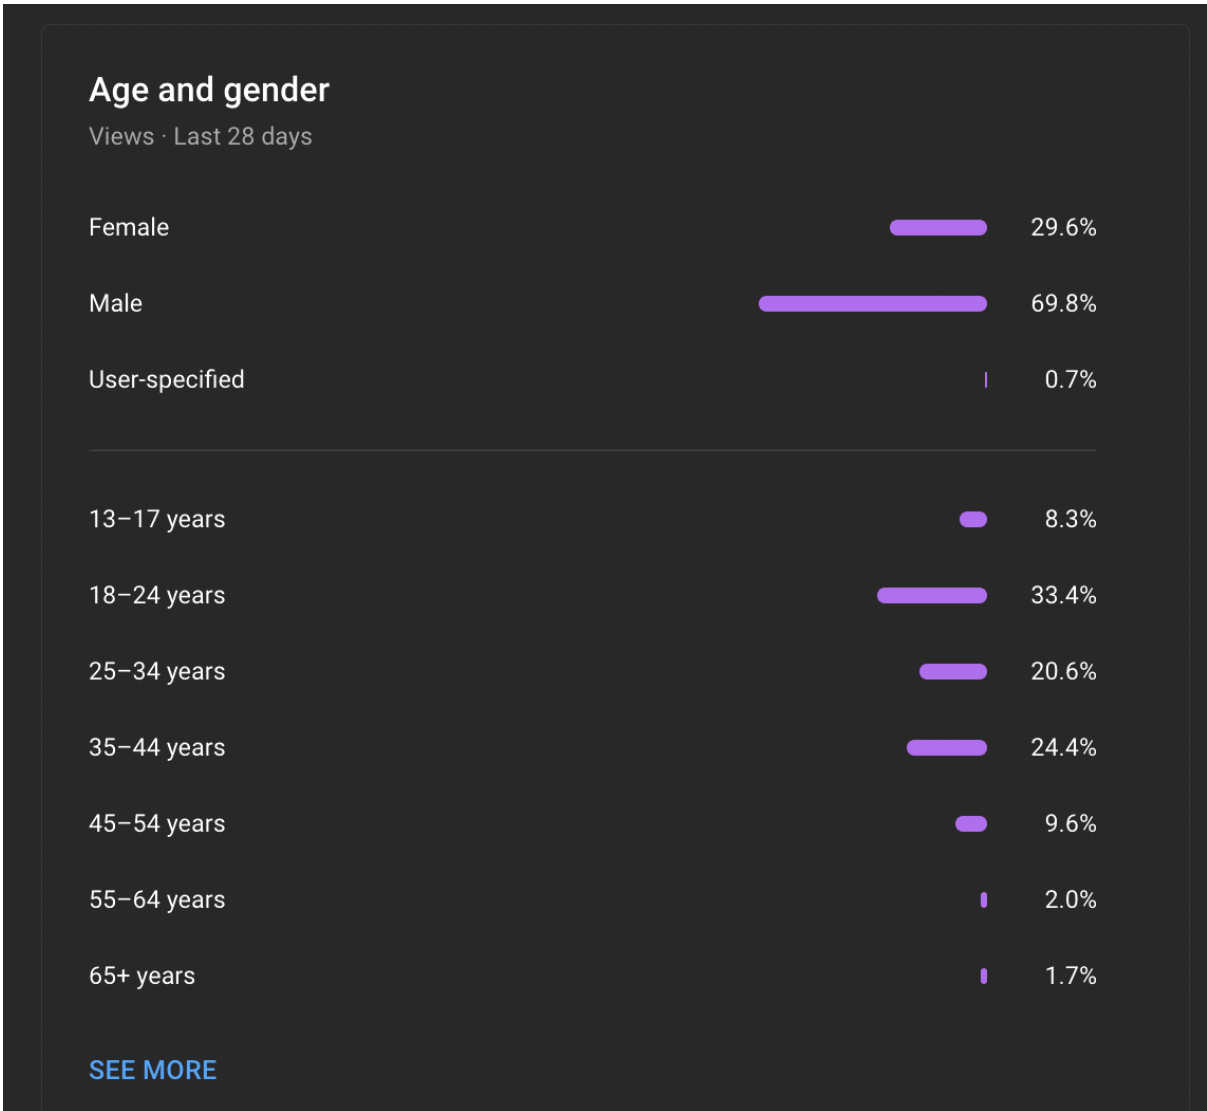 Age and gender
Views · Last 28 days
Female 29.6%
Male 69.8%
User-specified 0.7%
13–17 years 8.3%
18–24 years 33.4%
25–34 years 20.6%
35–44 years 24.4%
45–54 years 9.6%
55–64 years 2.0%
65+ years 1.7%
SEE MORE